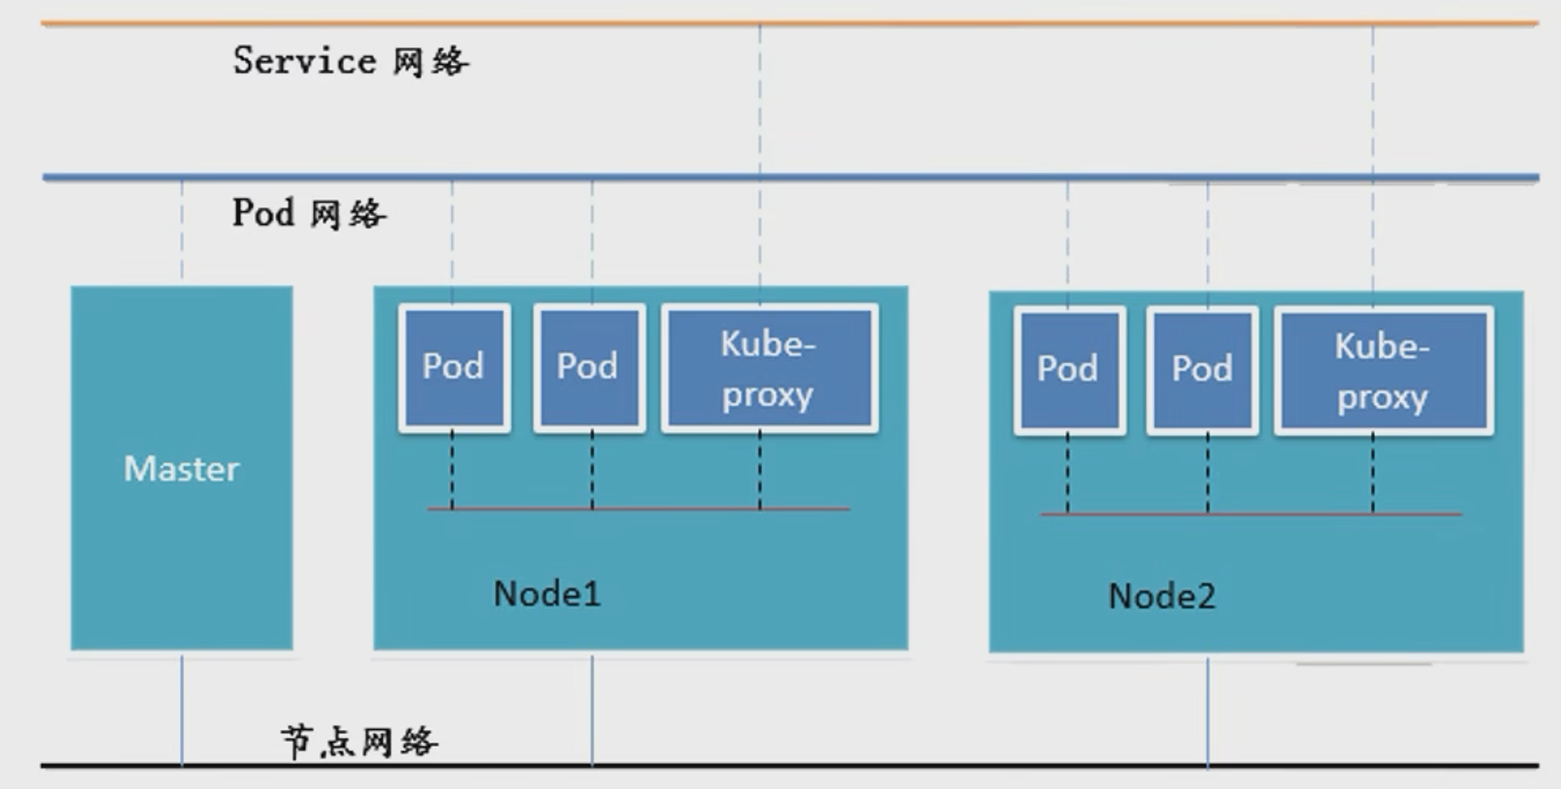 Service 网络
Pod 网络
Master
Pod
Pod
Kube-
proxy
Node1
Pod
Pod
Kube-
proxy
Node2
节点网络